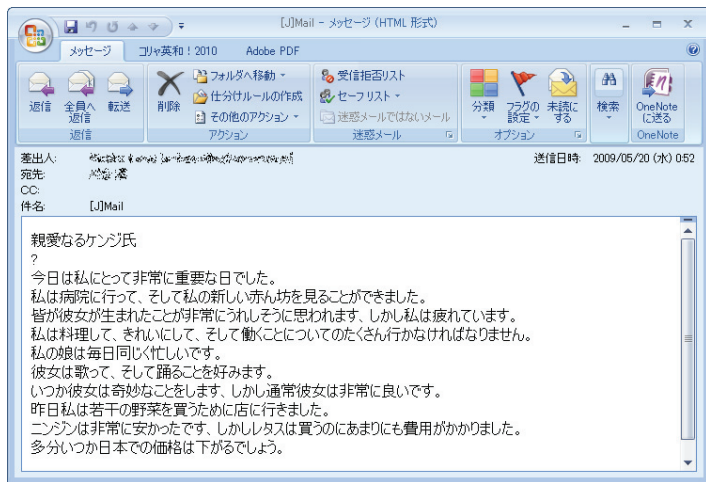 [J]Mail - メッセージ (HTML 形式)
メッセージ コリャ英和！2010 Adobe PDF
返信 全員へ返信 転送 削除 フォルダへ移動 仕分けルールの作成 その他のアクション 受信拒否リスト セーフリスト 迷惑メールではないメール 分類 フラグの設定 未読にする 検索 OneNoteに送る
返信 アクション 迷惑メール オプション OneNote
差出人:
送信日時: 2009/05/20 (水) 0:52
宛先:
CC:
件名: [J]Mail
親愛なるケンジ氏
?
今日は私にとって非常に重要な日でした。
私は病院に行って、そして私の新しい赤ん坊を見ることができました。
皆が彼女が生まれたことが非常にうれしそうに思われます、しかし私は疲れています。
私は料理して、きれいにして、そして働くことについてのたくさん行かなければなりません。
私の娘は毎日同じく忙しいです。
彼女は歌って、そして踊ることを好みます。
いつか彼女は奇妙なことをします、しかし通常彼女は非常に良いです。
昨日私は若干の野菜を買うために店に行きました。
ニンジンは非常に安かったです、しかしレタスは買うのにあまりにも費用がかかりました。
多分いつか日本での価格は下がるでしょう。